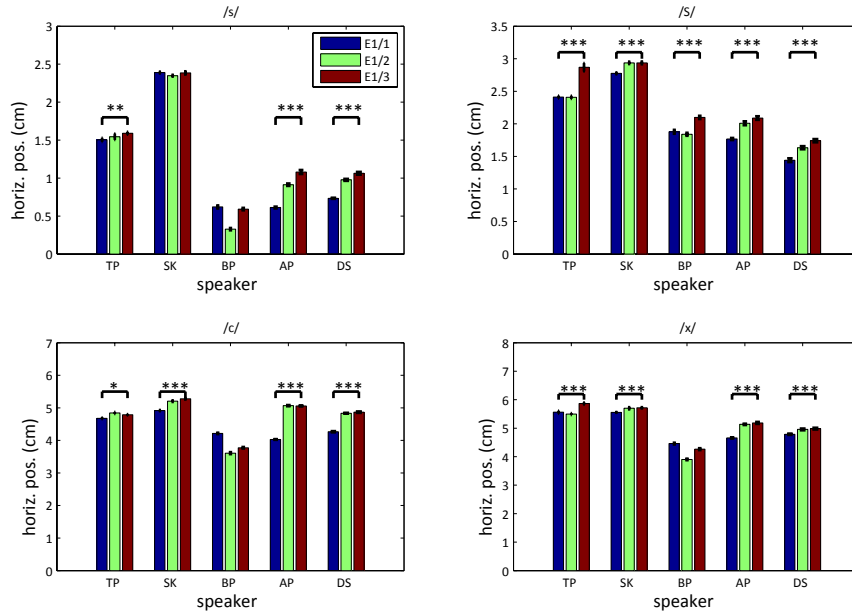 /s/
3
2.5
2
1.5
1
0.5
0
horiz. pos. (cm)
E1/1
E1/2
E1/3
**
***
***
TP SK BP AP DS
speaker
/S/
3.5
3
2.5
2
1.5
1
0.5
0
horiz. pos. (cm)
*** *** *** *** ***
TP SK BP AP DS
speaker
/c/
7
6
5
4
3
2
1
0
horiz. pos. (cm)
* *** *** ***
TP SK BP AP DS
speaker
/x/
8
7
6
5
4
3
2
1
0
horiz. pos. (cm)
*** *** *** ***
TP SK BP AP DS
speaker